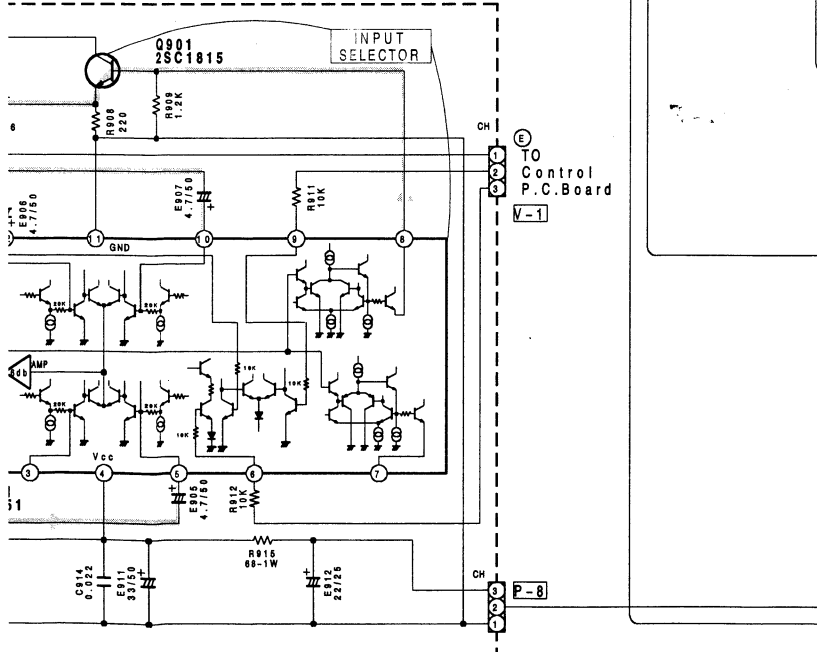 Q901
2SC1815
INPUT
SELECTOR
R909
1.2K
R908
220
6
CH
E
TO
Control
P.C.Board
1
2
3
V-1
E906
4.7/50
E907
4.7/50
R911
10K
11
GND
10
9
8
20K
20K
AMP
10K
10K
20K
20K
10K
Vcc
3
4
5
6
7
51
E905
4.7/50
R912
10K
R915
68-1W
C914
0.022
E911
33/50
E912
22/25
CH
P-8
3
2
1